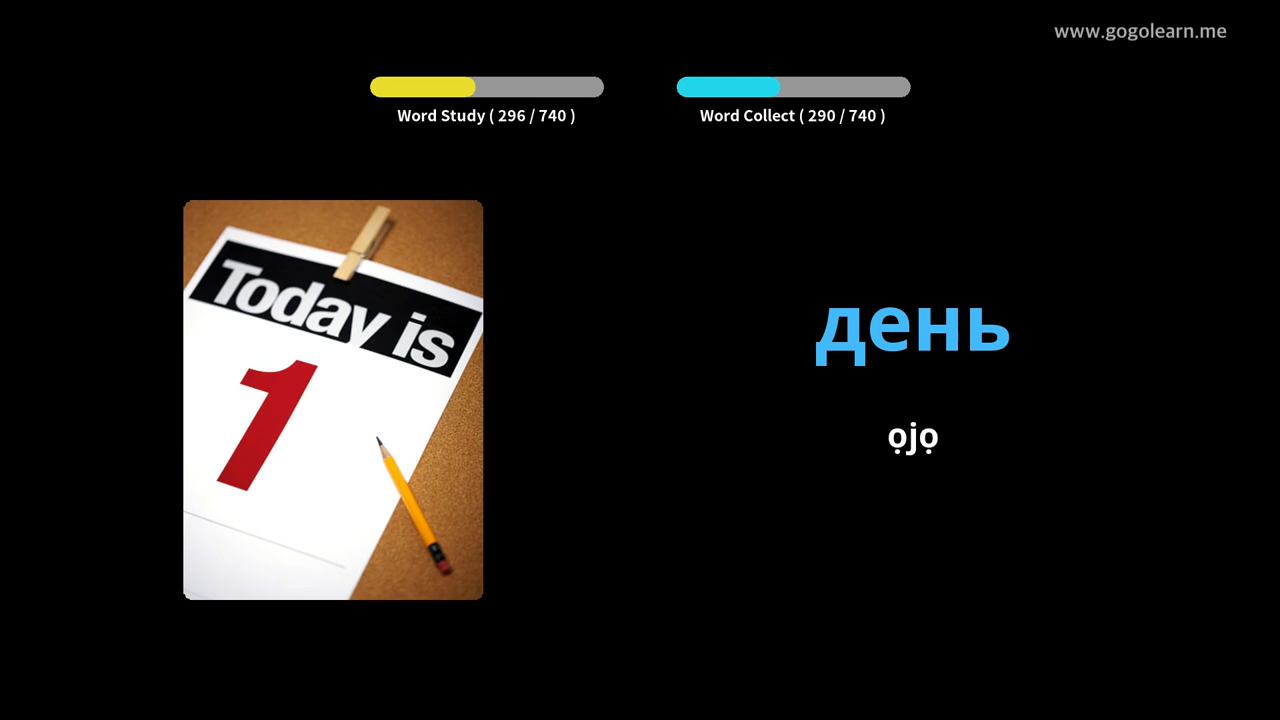 www.gogolearn.me
Word Study ( 296 / 740 )
Word Collect ( 290 / 740 )
Today is
1
день
ọjọ